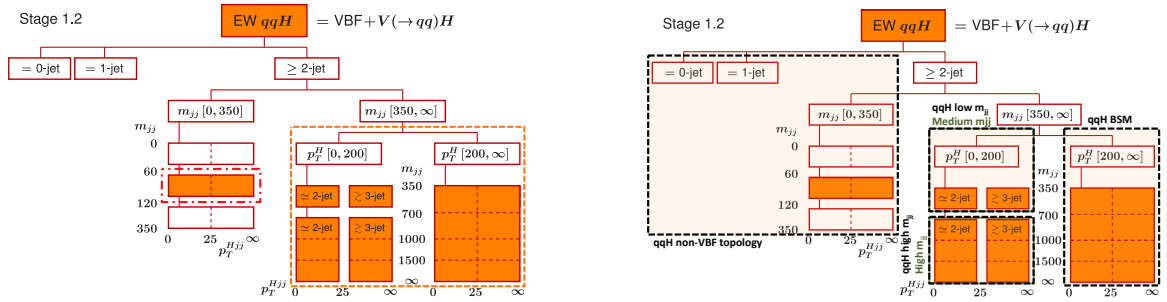 Stage 1.2
EW qqH = VBF+V(→qq)H
= 0-jet
= 1-jet
≥ 2-jet
m_jj [0, 350]
m_jj [350, ∞]
m_jj
0
60
120
350
0 25 ∞
p_T^Hjj
p_T^H [0, 200]
p_T^H [200, ∞]
m_jj
350
700
1000
1500
∞
≃ 2-jet
≳ 3-jet
≃ 2-jet
≳ 3-jet
p_T^Hjj 0 25 ∞ 0 25 ∞
Stage 1.2
EW qqH = VBF+V(→qq)H
= 0-jet
= 1-jet
≥ 2-jet
m_jj [0, 350]
qqH low m_jj
Medium mjj
m_jj [350, ∞]
qqH BSM
m_jj
0
60
120
350
0 25 ∞
p_T^Hjj
qqH non-VBF topology
p_T^H [0, 200]
p_T^H [200, ∞]
m_jj
350
700
1000
1500
∞
≃ 2-jet
≳ 3-jet
≃ 2-jet
≳ 3-jet
qqH high m_jj
High m_jj
p_T^Hjj 0 25 ∞ 0 25 ∞